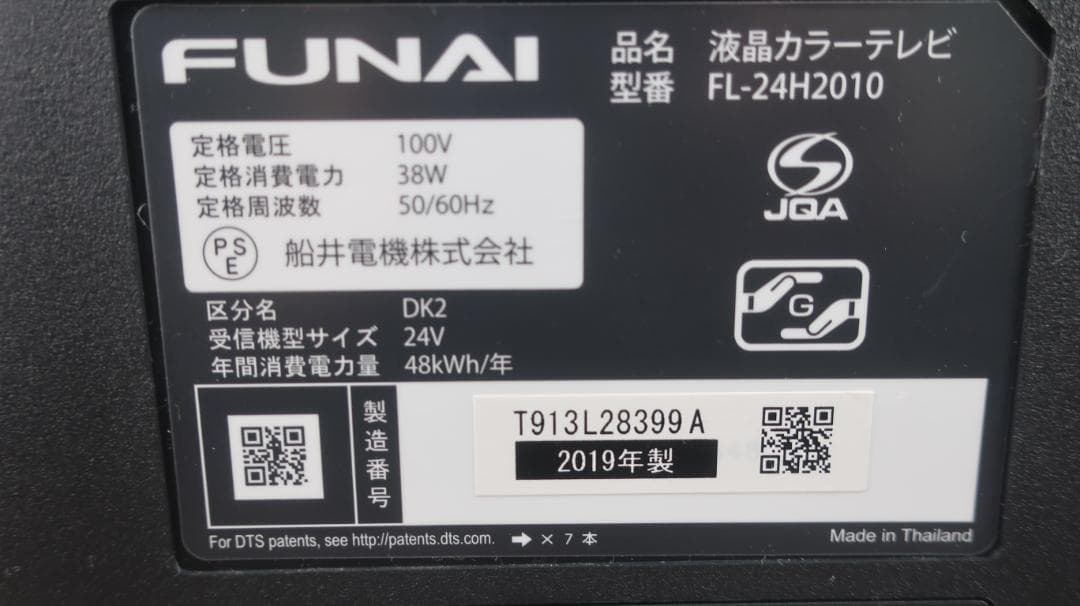 FUNAI
品名 液晶カラーテレビ
型番 FL-24H2010
定格電圧 100V
定格消費電力 38W
定格周波数 50/60Hz
PSE 船井電機株式会社
JQA
G
区分名 DK2
受信機型サイズ 24V
年間消費電力量 48kWh/年
製造番号
T913L28399A
2019年製
For DTS patents, see http://patents.dts.com. ➡ × 7 本
Made in Thailand